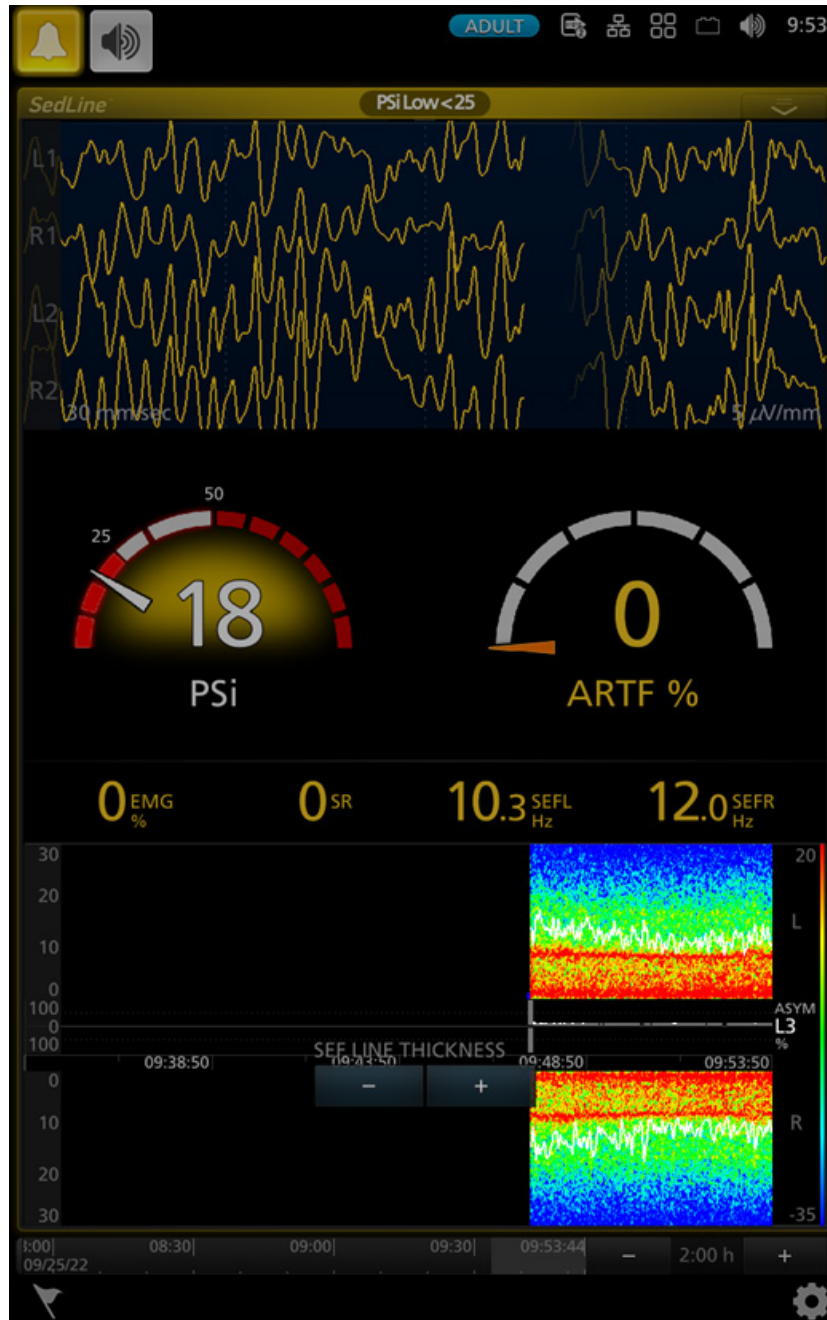 ADULT 9:53
SedLine PSi Low < 25
L1
R1
L2
R2
30 mm/sec 5 µV/mm
50
25
18
PSi
0
ARTF %
0 EMG %
0 SR
10.3 SEFL Hz
12.0 SEFR Hz
30 20
20
L
10
0
100 ASYM
0 L3
100 %
SEF LINE THICKNESS
09:38:50 09:43:50 09:48:50 09:53:50
− +
0
10 R
20
30 -35
08:30 09:00 09:30 09:53:44 − 2:00 h +
09/25/22